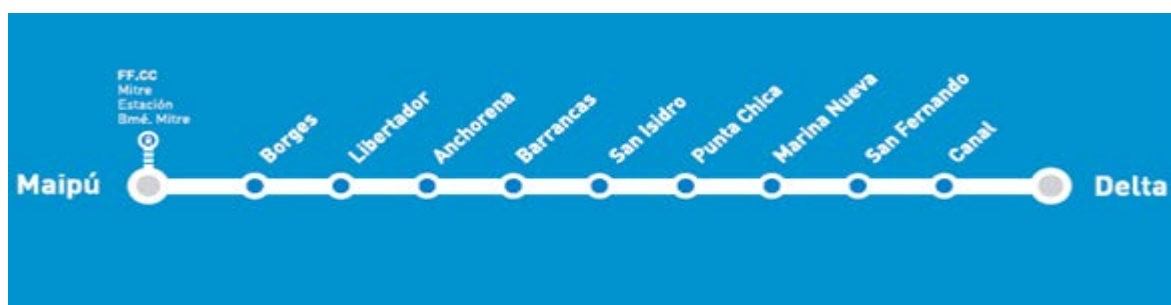 FF.CC
Mitre
Estación
Bmé. Mitre
Maipú
Borges
Libertador
Anchorena
Barrancas
San Isidro
Punta Chica
Marina Nueva
San Fernando
Canal
Delta